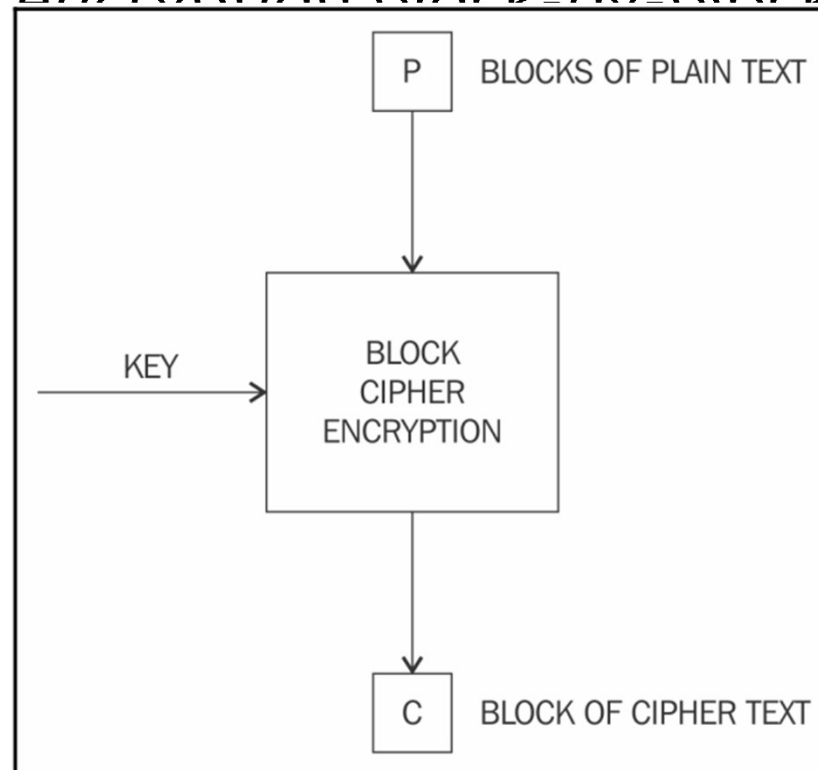 P BLOCKS OF PLAIN TEXT
KEY
BLOCK
CIPHER
ENCRYPTION
C BLOCK OF CIPHER TEXT